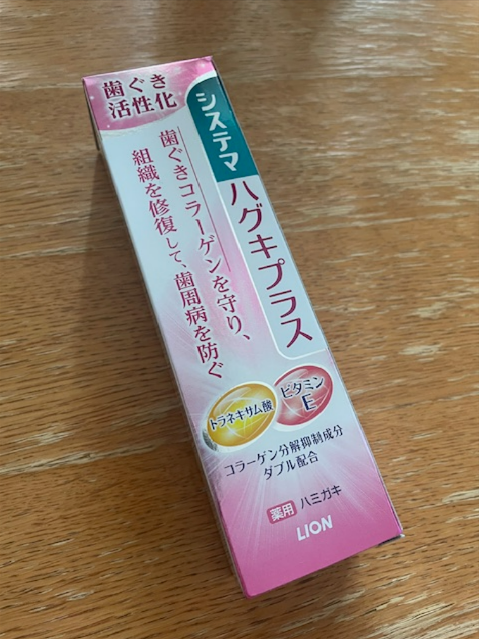 歯ぐき
活性化
システマ
ハグキプラス
歯ぐきコラーゲンを守り、
組織を修復して、歯周病を防ぐ
トラネキサム酸
ビタミン
E
コラーゲン分解抑制成分
ダブル配合
薬用 ハミガキ
LION